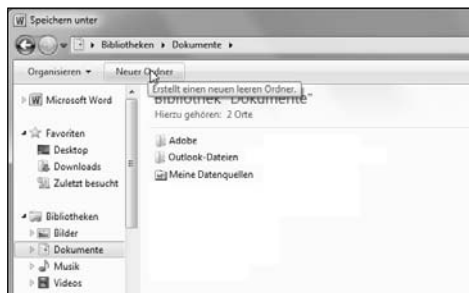 Speichern unter
Bibliotheken Dokumente
Organisieren Neuer Ordner
Erstellt einen neuen leeren Ordner.
Microsoft Word
Bibliothek "Dokumente"
Hierzu gehören: 2 Orte
Favoriten
Desktop
Downloads
Zuletzt besucht
Adobe
Outlook-Dateien
Meine Datenquellen
Bibliotheken
Bilder
Dokumente
Musik
Videos